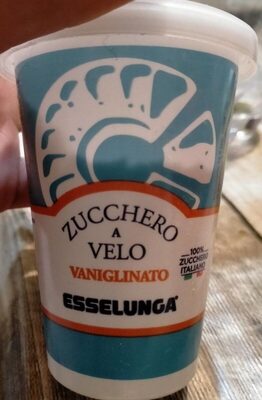 ZUCCHERO
A
VELO
VANIGLINATO
100%
ZUCCHERO
ITALIANO
ESSELUNGA